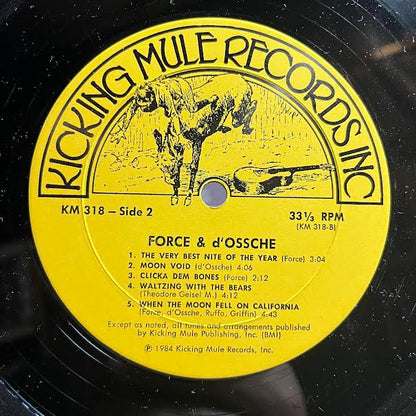 KICKING MULE RECORDS INC
KM 318 – Side 2
33⅓ RPM
(KM 318-B)
FORCE & d'OSSCHE
1. THE VERY BEST NITE OF THE YEAR (Force) 3:04
2. MOON VOID (d'Ossche) 4:06
3. CLICKA DEM BONES (Force) 2:12
4. WALTZING WITH THE BEARS
(Theodore Geisel M.) 4:12
5. WHEN THE MOON FELL ON CALIFORNIA
(Force, d'Ossche, Ruffo, Griffin) 4:43
Except as noted, all tunes and arrangements published
by Kicking Mule Publishing, Inc. (BMI)
℗ 1984 Kicking Mule Records, Inc.